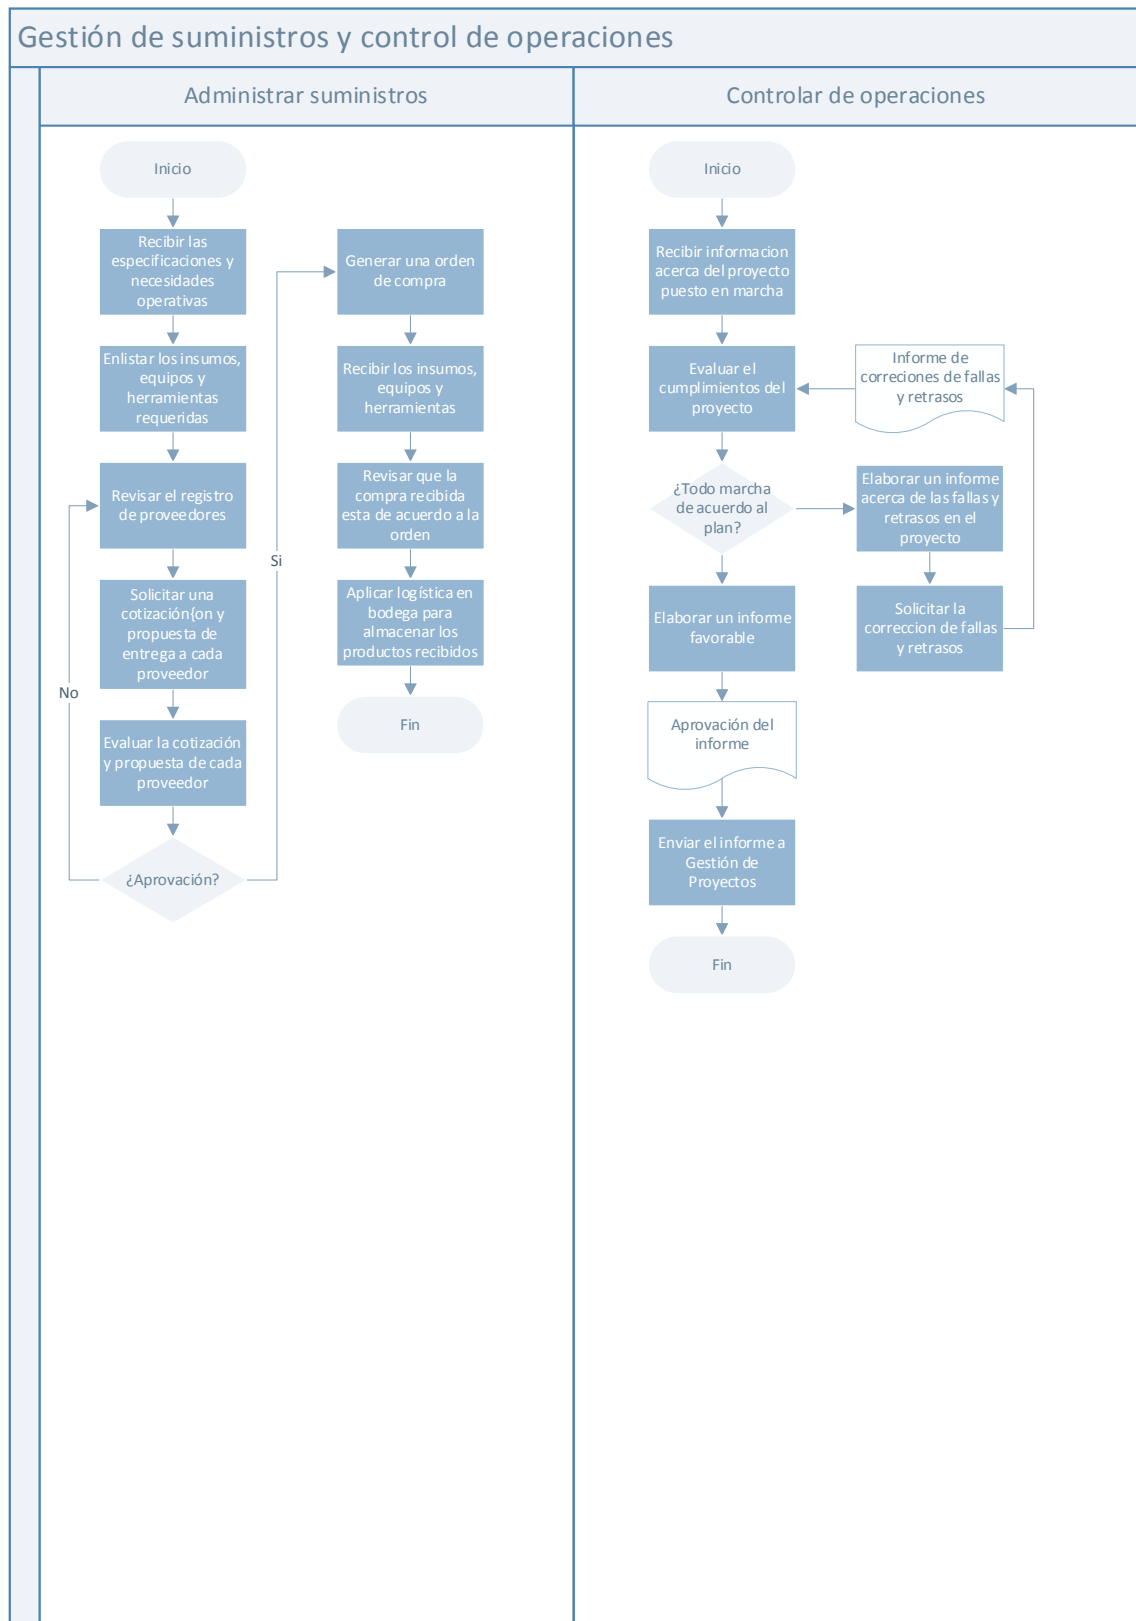 Gestión de suministros y control de operaciones
Administrar suministros
Inicio
Recibir las
especificaciones y
necesidades
operativas
Enlistar los insumos,
equipos y
herramientas
requeridas
Revisar el registro
de proveedores
Solicitar una
cotización{on y
propuesta de
entrega a cada
proveedor
Evaluar la cotización
y propuesta de cada
proveedor
¿Aprovación?
No
Si
Generar una orden
de compra
Recibir los insumos,
equipos y
herramientas
Revisar que la
compra recibida
esta de acuerdo a la
orden
Aplicar logística en
bodega para
almacenar los
productos recibidos
Fin
Controlar de operaciones
Inicio
Recibir informacion
acerca del proyecto
puesto en marcha
Evaluar el
cumplimientos del
proyecto
Informe de
correciones de fallas
y retrasos
¿Todo marcha
de acuerdo al
plan?
Elaborar un informe
acerca de las fallas y
retrasos en el
proyecto
Solicitar la
correccion de fallas
y retrasos
Elaborar un informe
favorable
Aprovación del
informe
Enviar el informe a
Gestión de
Proyectos
Fin